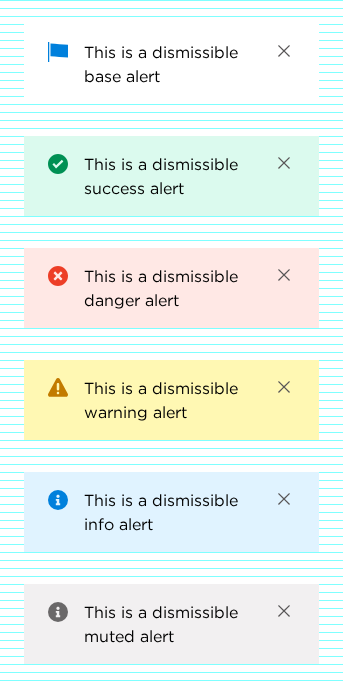 This is a dismissible
base alert
This is a dismissible
success alert
This is a dismissible
danger alert
This is a dismissible
warning alert
This is a dismissible
info alert
This is a dismissible
muted alert